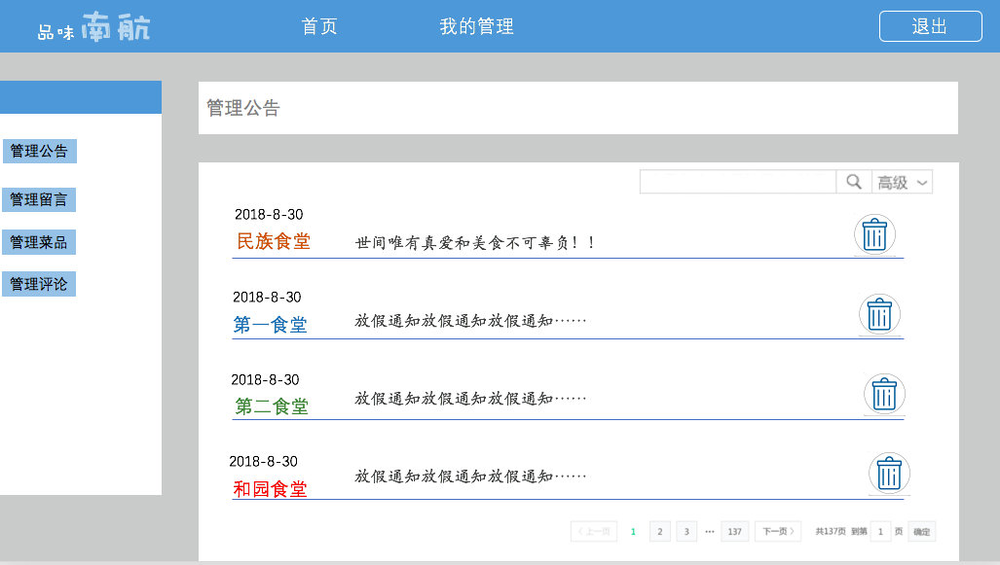 品味南航 首页 我的管理 退出
管理公告
管理公告
管理留言
管理菜品
管理评论
高级
2018-8-30
民族食堂 世间唯有真爱和美食不可辜负！！
2018-8-30
第一食堂 放假通知放假通知放假通知……
2018-8-30
第二食堂 放假通知放假通知放假通知……
2018-8-30
和园食堂 放假通知放假通知放假通知……
〈上一页 1 2 3 ··· 137 下一页〉 共137页 到第 1 页 确定